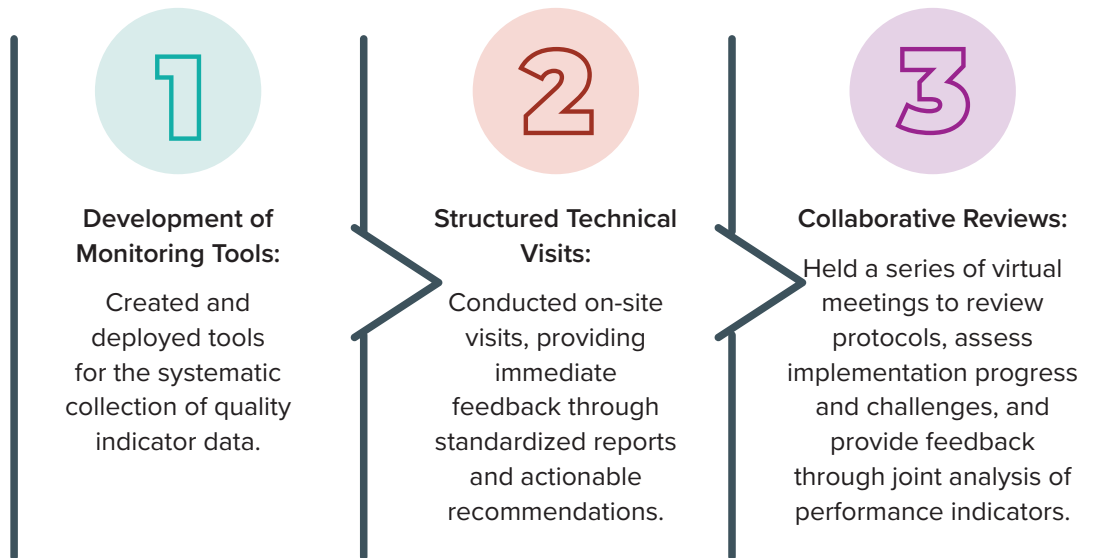 1
Development of
Monitoring Tools:
Created and
deployed tools
for the systematic
collection of quality
indicator data.
2
Structured Technical
Visits:
Conducted on-site
visits, providing
immediate
feedback through
standardized reports
and actionable
recommendations.
3
Collaborative Reviews:
Held a series of virtual
meetings to review
protocols, assess
implementation progress
and challenges, and
provide feedback
through joint analysis of
performance indicators.